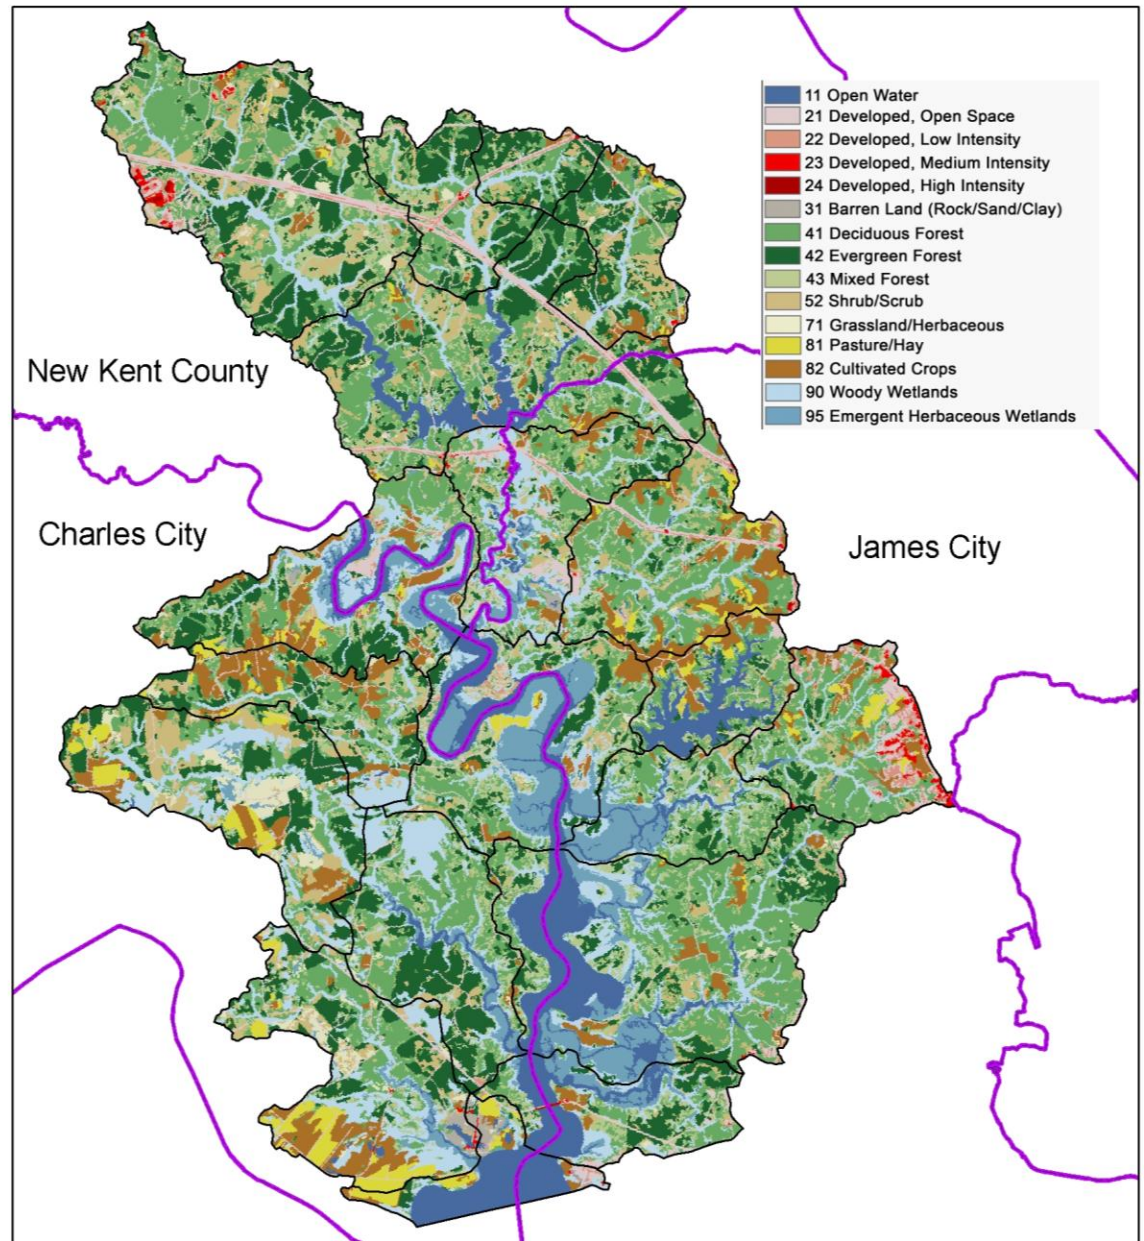 11 Open Water
21 Developed, Open Space
22 Developed, Low Intensity
23 Developed, Medium Intensity
24 Developed, High Intensity
31 Barren Land (Rock/Sand/Clay)
41 Deciduous Forest
42 Evergreen Forest
43 Mixed Forest
52 Shrub/Scrub
71 Grassland/Herbaceous
81 Pasture/Hay
82 Cultivated Crops
90 Woody Wetlands
95 Emergent Herbaceous Wetlands
New Kent County
Charles City
James City